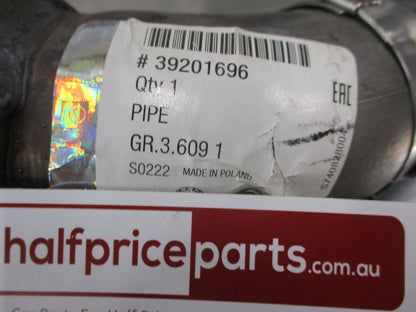 # 39201696
Qty 1
PIPE
GR.3.609 1
S0222 MADE IN POLAND
EAC
halfpriceparts.com.au